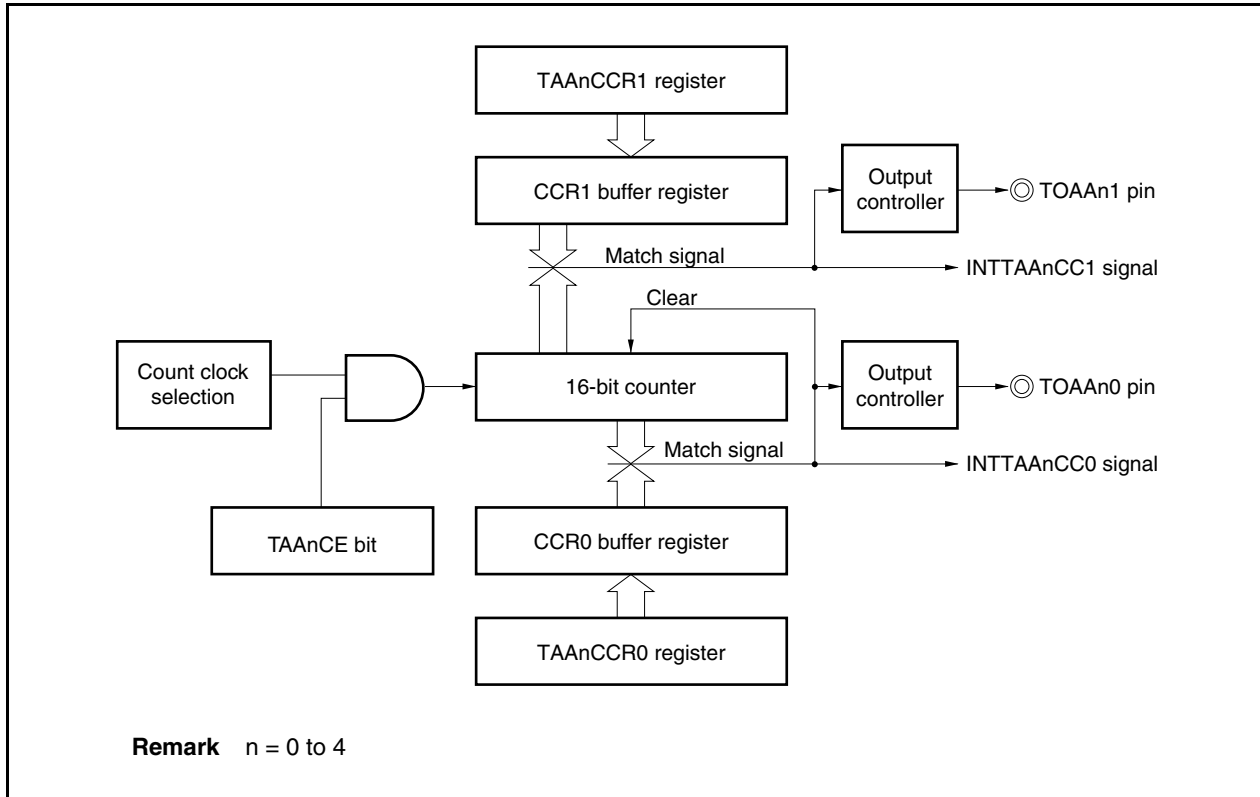 TAAnCCR1 register
CCR1 buffer register
Output
controller
TOAAn1 pin
Match signal
INTTAAnCC1 signal
Clear
Count clock
selection
16-bit counter
Output
controller
TOAAn0 pin
Match signal
INTTAAnCC0 signal
TAAnCE bit
CCR0 buffer register
TAAnCCR0 register
Remark n = 0 to 4